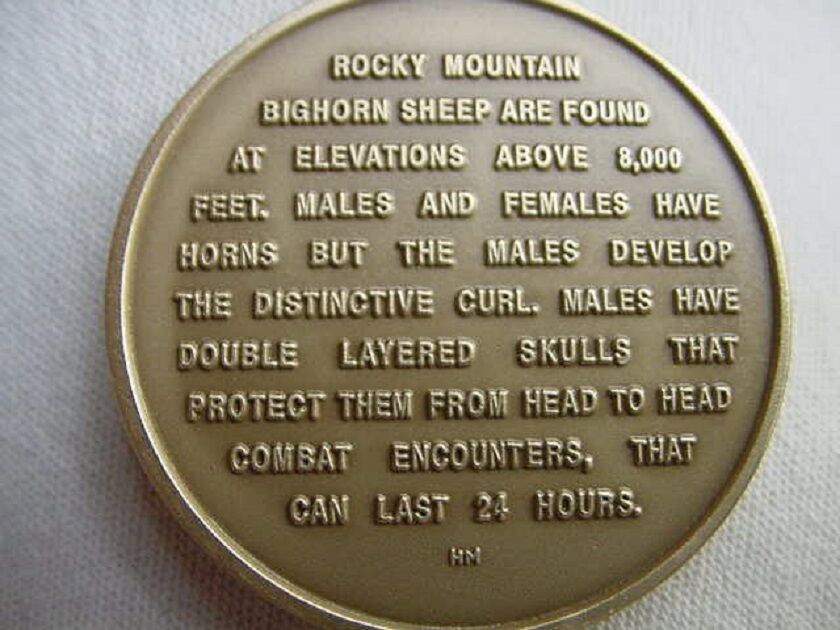 ROCKY MOUNTAIN
BIGHORN SHEEP ARE FOUND
AT ELEVATIONS ABOVE 8,000
FEET. MALES AND FEMALES HAVE
HORNS BUT THE MALES DEVELOP
THE DISTINCTIVE CURL. MALES HAVE
DOUBLE LAYERED SKULLS THAT
PROTECT THEM FROM HEAD TO HEAD
COMBAT ENCOUNTERS, THAT
CAN LAST 24 HOURS.
HM